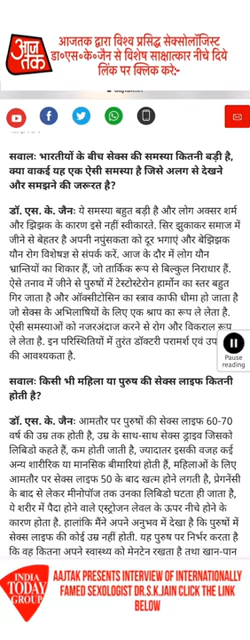 आज
तक
आजतक द्वारा विश्व प्रसिद्ध सेक्सोलॉजिस्ट
डा०एस०के०जैन से विशेष साक्षात्कार नीचे दिये
लिंक पर क्लिक करे:-
सवालः भारतीयों के बीच सेक्स की समस्या कितनी बड़ी है,
क्या वाकई यह एक ऐसी समस्या है जिसे अलग से देखने
और समझने की जरूरत है?
डॉ. एस. के. जैनः ये समस्या बहुत बड़ी है और लोग अक्सर शर्म
और झिझक के कारण इसे नहीं स्वीकारते. सिर झुकाकर समाज में
जीने से बेहतर है अपनी नपुंसकता को दूर भगाएं और बेझिझक
यौन रोग विशेषज्ञ से संपर्क करें. आज के दौर में लोग यौन
भ्रान्तियों का शिकार हैं, जो तार्किक रूप से बिल्कुल निराधार हैं.
ऐसे तनाव में जीने से पुरुषों में टेस्टोस्टेरोन हार्मोन का स्तर बहुत
गिर जाता है और ऑक्सीटोसिन का स्त्राव काफी धीमा हो जाता है
जो सेक्स के अभिलाषियों के लिए एक श्राप का रूप ले लेता है.
ऐसी समस्याओं को नजरअंदाज करने से रोग और विकराल रूप
ले लेता है. इन परिस्थितियों में तुरंत डॉक्टरी परामर्श एवं
की आवश्यकता है.
Pause
reading
सवालः किसी भी महिला या पुरुष की सेक्स लाइफ कितनी
होती है?
डॉ. एस. के. जैनः आमतौर पर पुरुषों की सेक्स लाइफ 60-70
वर्ष की उम्र तक होती है, उम्र के साथ-साथ सेक्स ड्राइव जिसको
लिबिडो कहते हैं, कम होती जाती है, ज्यादातर इसकी वजह कई
अन्य शारीरिक या मानसिक बीमारियां होती हैं, महिलाओं के लिए
आमतौर पर सेक्स लाइफ 50 के बाद खत्म होने लगती है, प्रेगनेंसी
के बाद से लेकर मीनोपॉज तक उनका लिबिडो घटता ही जाता है,
ये शरीर में पैदा होने वाले एस्ट्रोजन लेवल के ऊपर नीचे होने के
कारण होता है. हालांकि मैंने अपने अनुभव में देखा है कि पुरुषों में
सेक्स लाइफ की कोई उम्र नहीं होती. यह पुरुष पर निर्भर करता है
कि वह कितना अपने स्वास्थ्य को मेनटेन रखता है तथा खान-पान
INDIA
TODAY
GROUP
AAJTAK PRESENTS INTERVIEW OF INTERNATIONALLY
FAMED SEXOLOGIST DR.S.K.JAIN CLICK THE LINK
BELOW